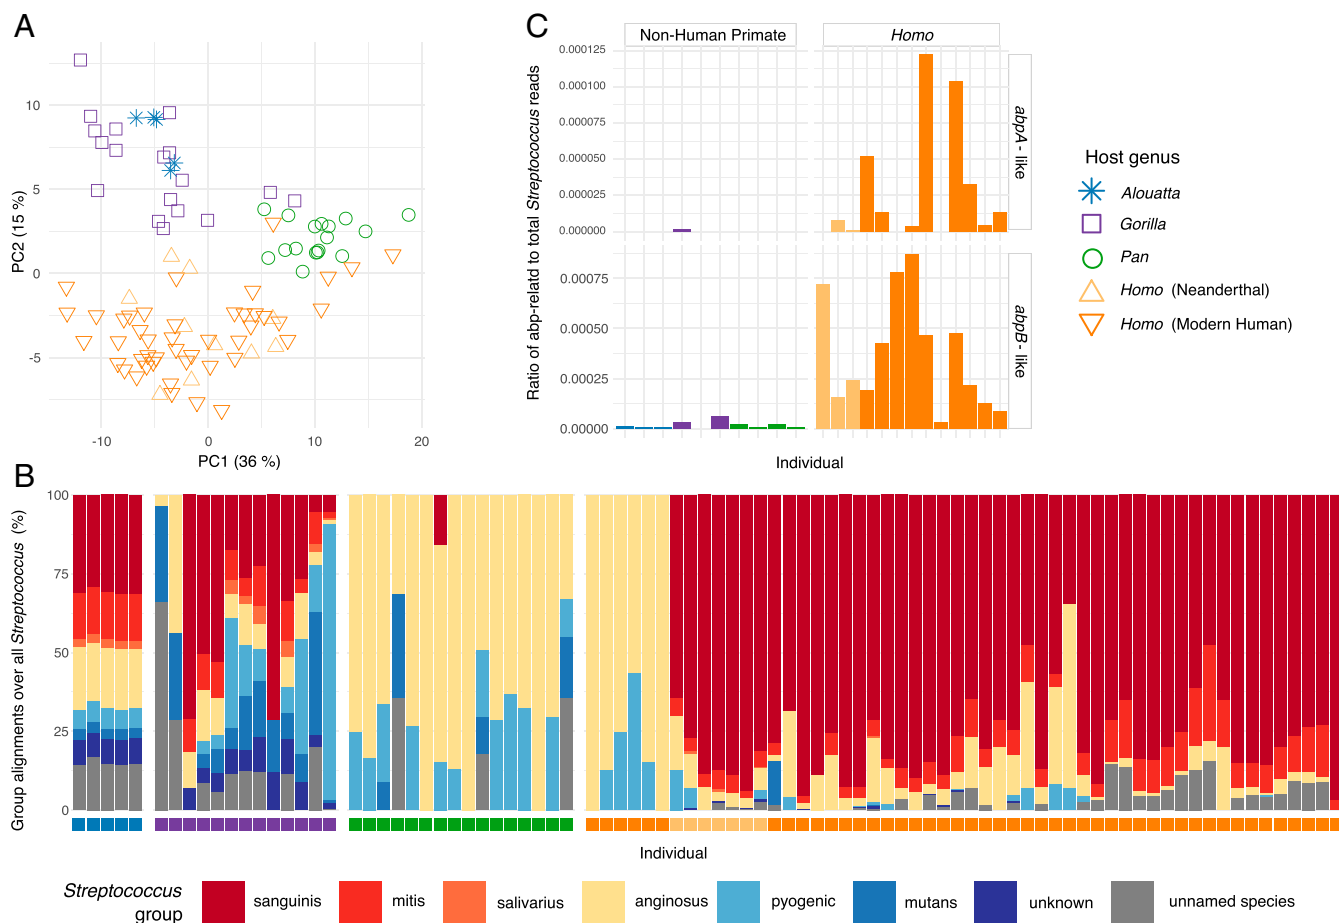 A
PC2 (15 %)
10
5
0
-5
-10
0
10
20
PC1 (36 %)
C
Non-Human Primate
Homo
Ratio of abp-relatd to total Streptococcus reads
0.000125
0.000100
0.000075
0.000050
0.000025
0.000000
abpA - like
0.00075
0.00050
0.00025
0.00000
abpB - like
Individual
Host genus
Alouatta
Gorilla
Pan
Homo (Neanderthal)
Homo (Modern Human)
B
Group alignments over all Streptococcus (%)
100
75
50
25
0
Individual
Streptococcus
group
sanguinis
mitis
salivarius
anginosus
pyogenic
mutans
unknown
unnamed species